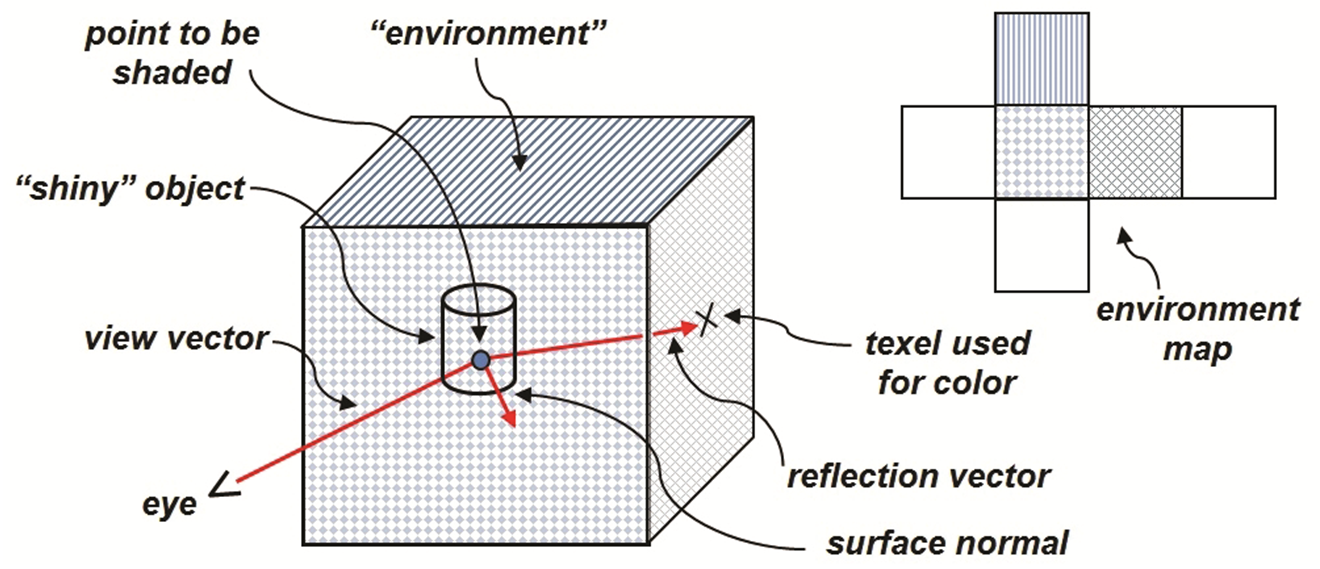 point to be
shaded
“environment”
“shiny” object
view vector
eye
environment
map
texel used
for color
reflection vector
surface normal